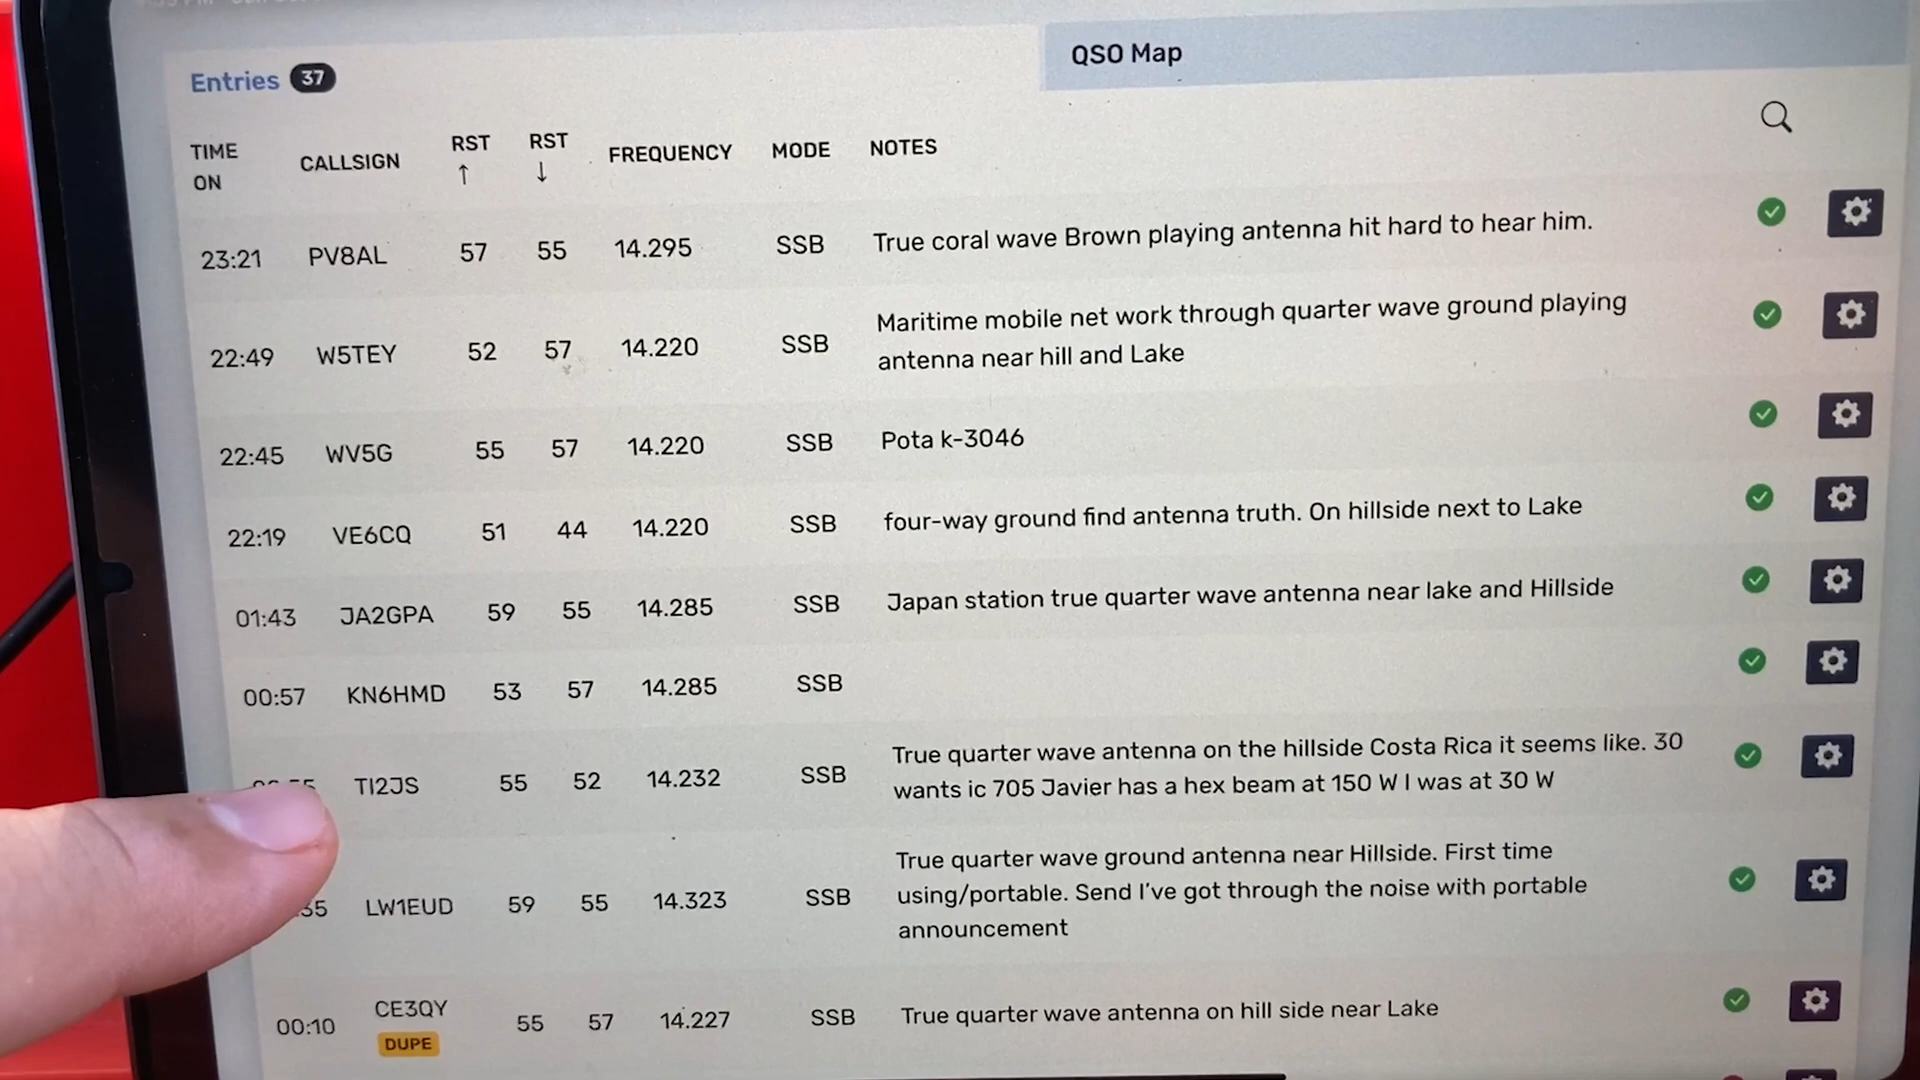 Entries 37
QSO Map
TIME ON CALLSIGN RST ↑ RST ↓ FREQUENCY MODE NOTES
23:21 PV8AL 57 55 14.295 SSB True coral wave Brown playing antenna hit hard to hear him.
22:49 W5TEY 52 57 14.220 SSB Maritime mobile net work through quarter wave ground playing
antenna near hill and Lake
22:45 WV5G 55 57 14.220 SSB Pota k-3046
22:19 VE6CQ 51 44 14.220 SSB four-way ground find antenna truth. On hillside next to Lake
01:43 JA2GPA 59 55 14.285 SSB Japan station true quarter wave antenna near lake and Hillside
00:57 KN6HMD 53 57 14.285 SSB
TI2JS 55 52 14.232 SSB True quarter wave antenna on the hillside Costa Rica it seems like. 30
wants ic 705 Javier has a hex beam at 150 W I was at 30 W
LW1EUD 59 55 14.323 SSB True quarter wave ground antenna near Hillside. First time
using/portable. Send I've got through the noise with portable
announcement
00:10 CE3QY 55 57 14.227 SSB True quarter wave antenna on hill side near Lake
DUPE